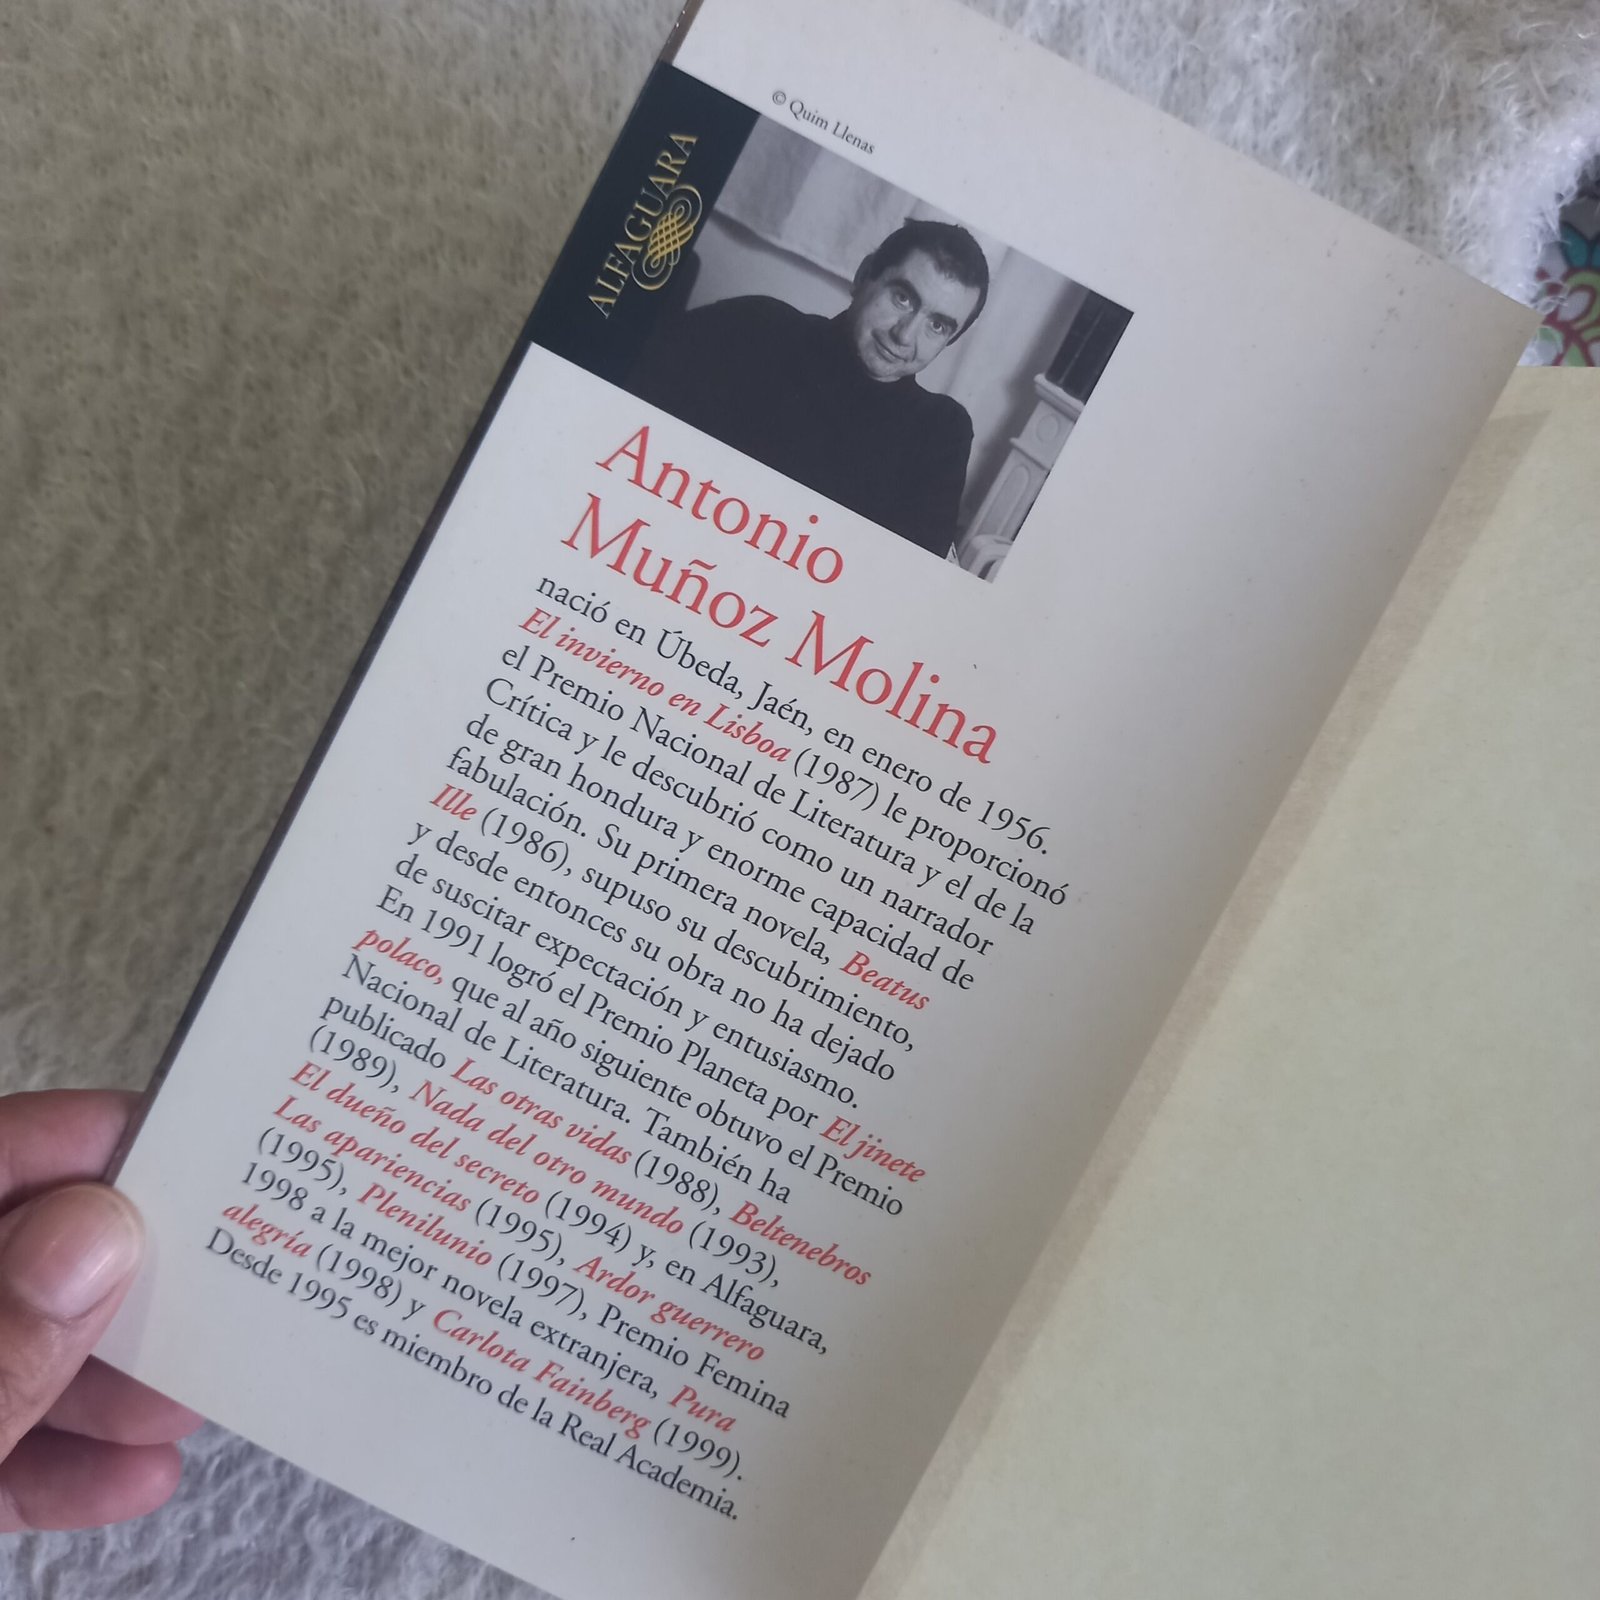 © Quim Llenas
ALFAGUARA
Antonio
Muñoz Molina
nació en Úbeda, Jaén, en enero de 1956.
El invierno en Lisboa (1987) le proporcionó
el Premio Nacional de Literatura y el de la
Crítica y le descubrió como un narrador
de gran hondura y enorme capacidad de
fabulación. Su primera novela, Beatus
Ille (1986), supuso su descubrimiento,
y desde entonces su obra no ha dejado
de suscitar expectación y entusiasmo.
En 1991 logró el Premio Planeta por El jinete
polaco, que al año siguiente obtuvo el Premio
Nacional de Literatura. También ha
publicado Las otras vidas (1988), Beltenebros
(1989), Nada del otro mundo (1993),
El dueño del secreto (1994) y, en Alfaguara,
Las apariencias (1995), Ardor guerrero
(1995), Plenilunio (1997), Premio Femina
1998 a la mejor novela extranjera, Pura
alegría (1998) y Carlota Fainberg (1999).
Desde 1995 es miembro de la Real Academia.